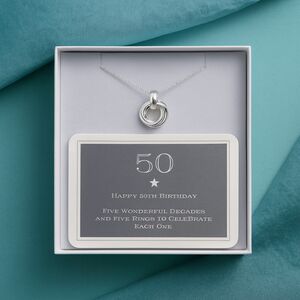 50
Happy 50th Birthday
Five Wonderful Decades
and Five Rings to Celebrate
Each One